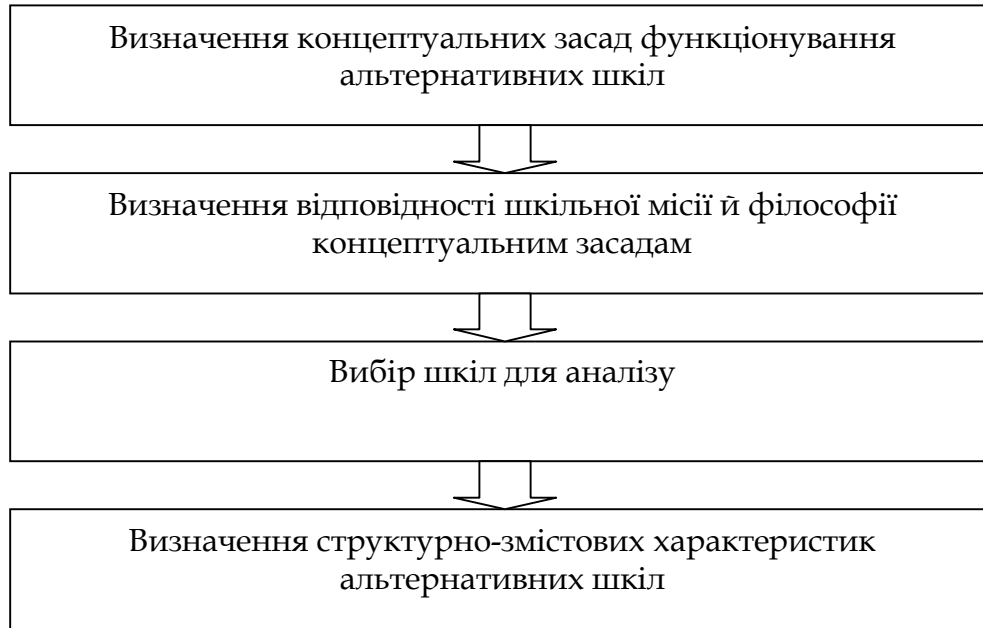 Визначення концептуальних засад функціонування
альтернативних шкіл
Визначення відповідності шкільної місії й філософії
концептуальним засадам
Вибір шкіл для аналізу
Визначення структурно-змістових характеристик
альтернативних шкіл